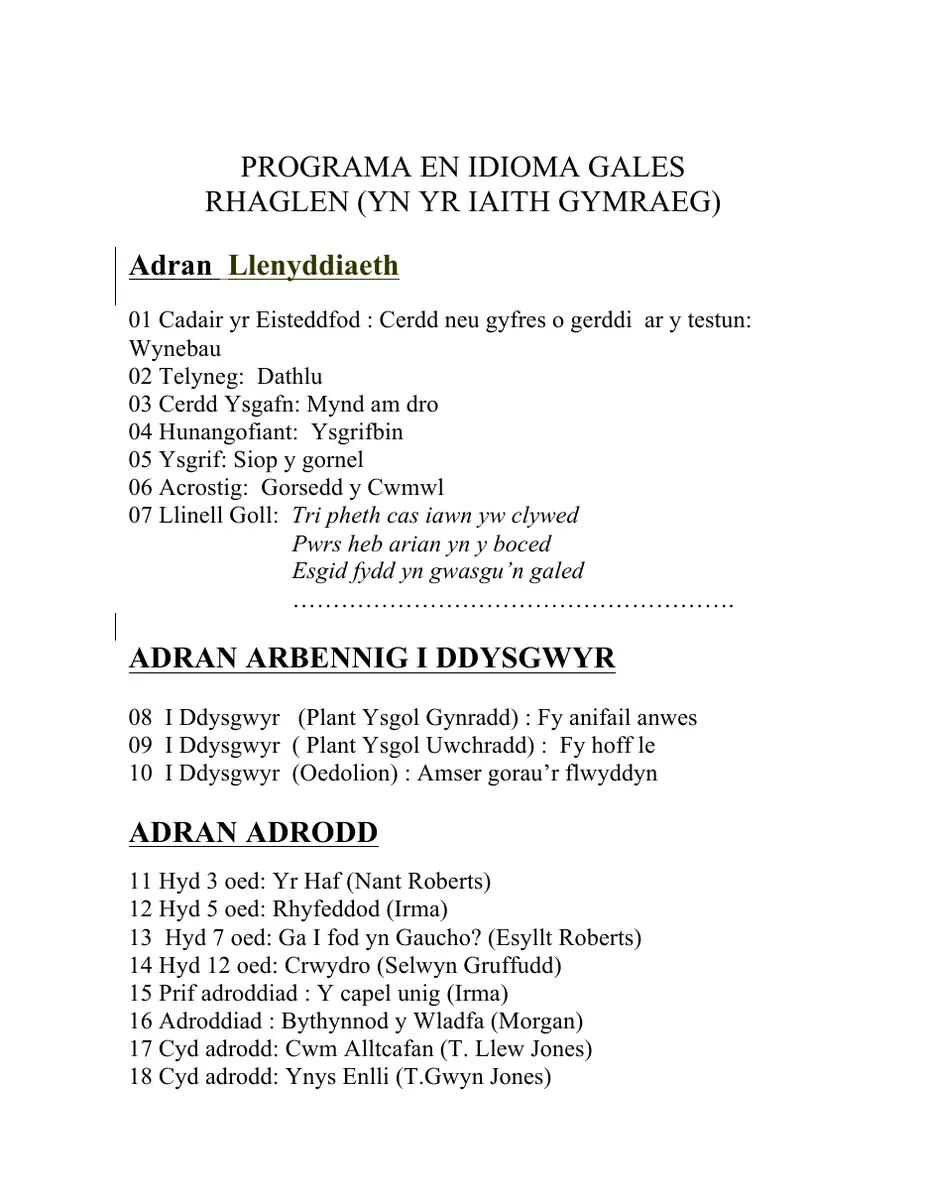 PROGRAMA EN IDIOMA GALES
RHAGLEN (YN YR IAITH GYMRAEG)
Adran Llenyddiaeth
01 Cadair yr Eisteddfod : Cerdd neu gyfres o gerddi ar y testun:
Wynebau
02 Telyneg: Dathlu
03 Cerdd Ysgafn: Mynd am dro
04 Hunangofiant: Ysgrifbin
05 Ysgrif: Siop y gornel
06 Acrostig: Gorsedd y Cwmwl
07 Llinell Goll: Tri pheth cas iawn yw clywed
Pwrs heb arian yn y boced
Esgid fydd yn gwasgu’n galed
……………………………………………….
ADRAN ARBENNIG I DDYSGWYR
08 I Ddysgwyr (Plant Ysgol Gynradd) : Fy anifail anwes
09 I Ddysgwyr ( Plant Ysgol Uwchradd) : Fy hoff le
10 I Ddysgwyr (Oedolion) : Amser gorau’r flwyddyn
ADRAN ADRODD
11 Hyd 3 oed: Yr Haf (Nant Roberts)
12 Hyd 5 oed: Rhyfeddod (Irma)
13 Hyd 7 oed: Ga I fod yn Gaucho? (Esyllt Roberts)
14 Hyd 12 oed: Crwydro (Selwyn Gruffudd)
15 Prif adroddiad : Y capel unig (Irma)
16 Adroddiad : Bythynnod y Wladfa (Morgan)
17 Cyd adrodd: Cwm Alltcafan (T. Llew Jones)
18 Cyd adrodd: Ynys Enlli (T.Gwyn Jones)